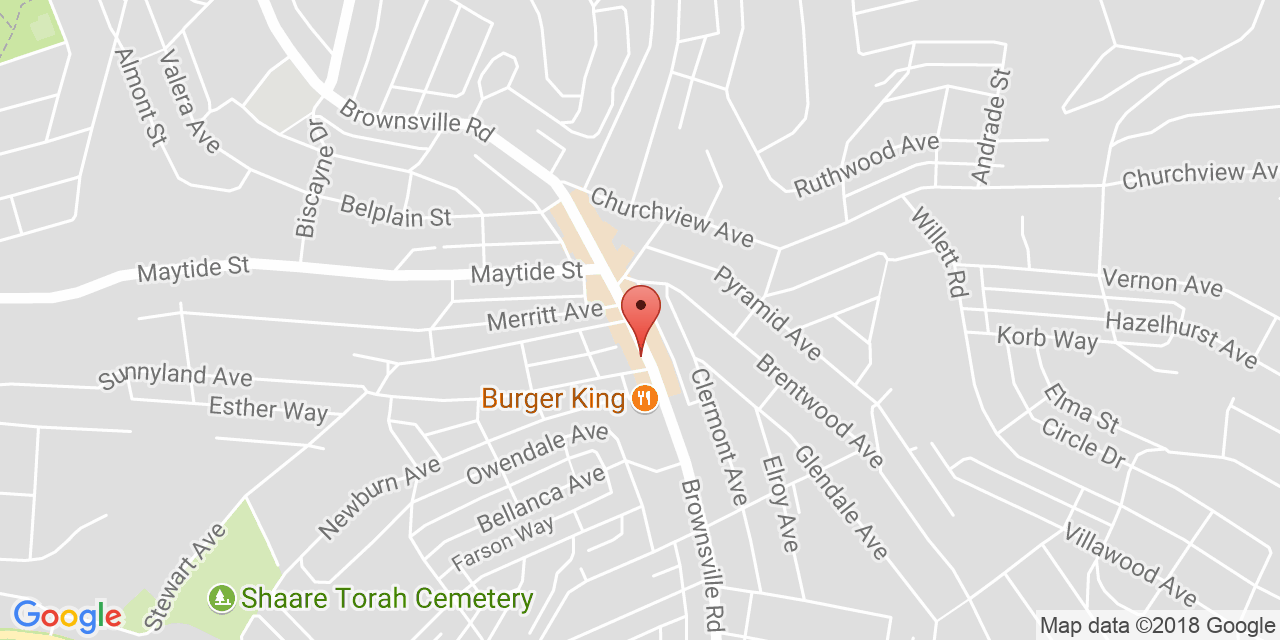 Almont St
Valera Ave
Brownsville Rd
Biscayne Dr
Belplain St
Churchview Ave
Ruthwood Ave
Andrade St
Churchview Av
Willett Rd
Maytide St
Maytide St
Merritt Ave
Pyramid Ave
Vernon Ave
Hazelhurst Ave
Korb Way
Sunnyland Ave
Esther Way
Burger King
Clermont Ave
Brentwood Ave
Elma St
Circle Dr
Newburn Ave
Owendale Ave
Bellanca Ave
Farson Way
Elroy Ave
Glendale Ave
Brownsville Rd
Villawood Ave
Stewart Ave
Shaare Torah Cemetery
Google
Map data ©2018 Google